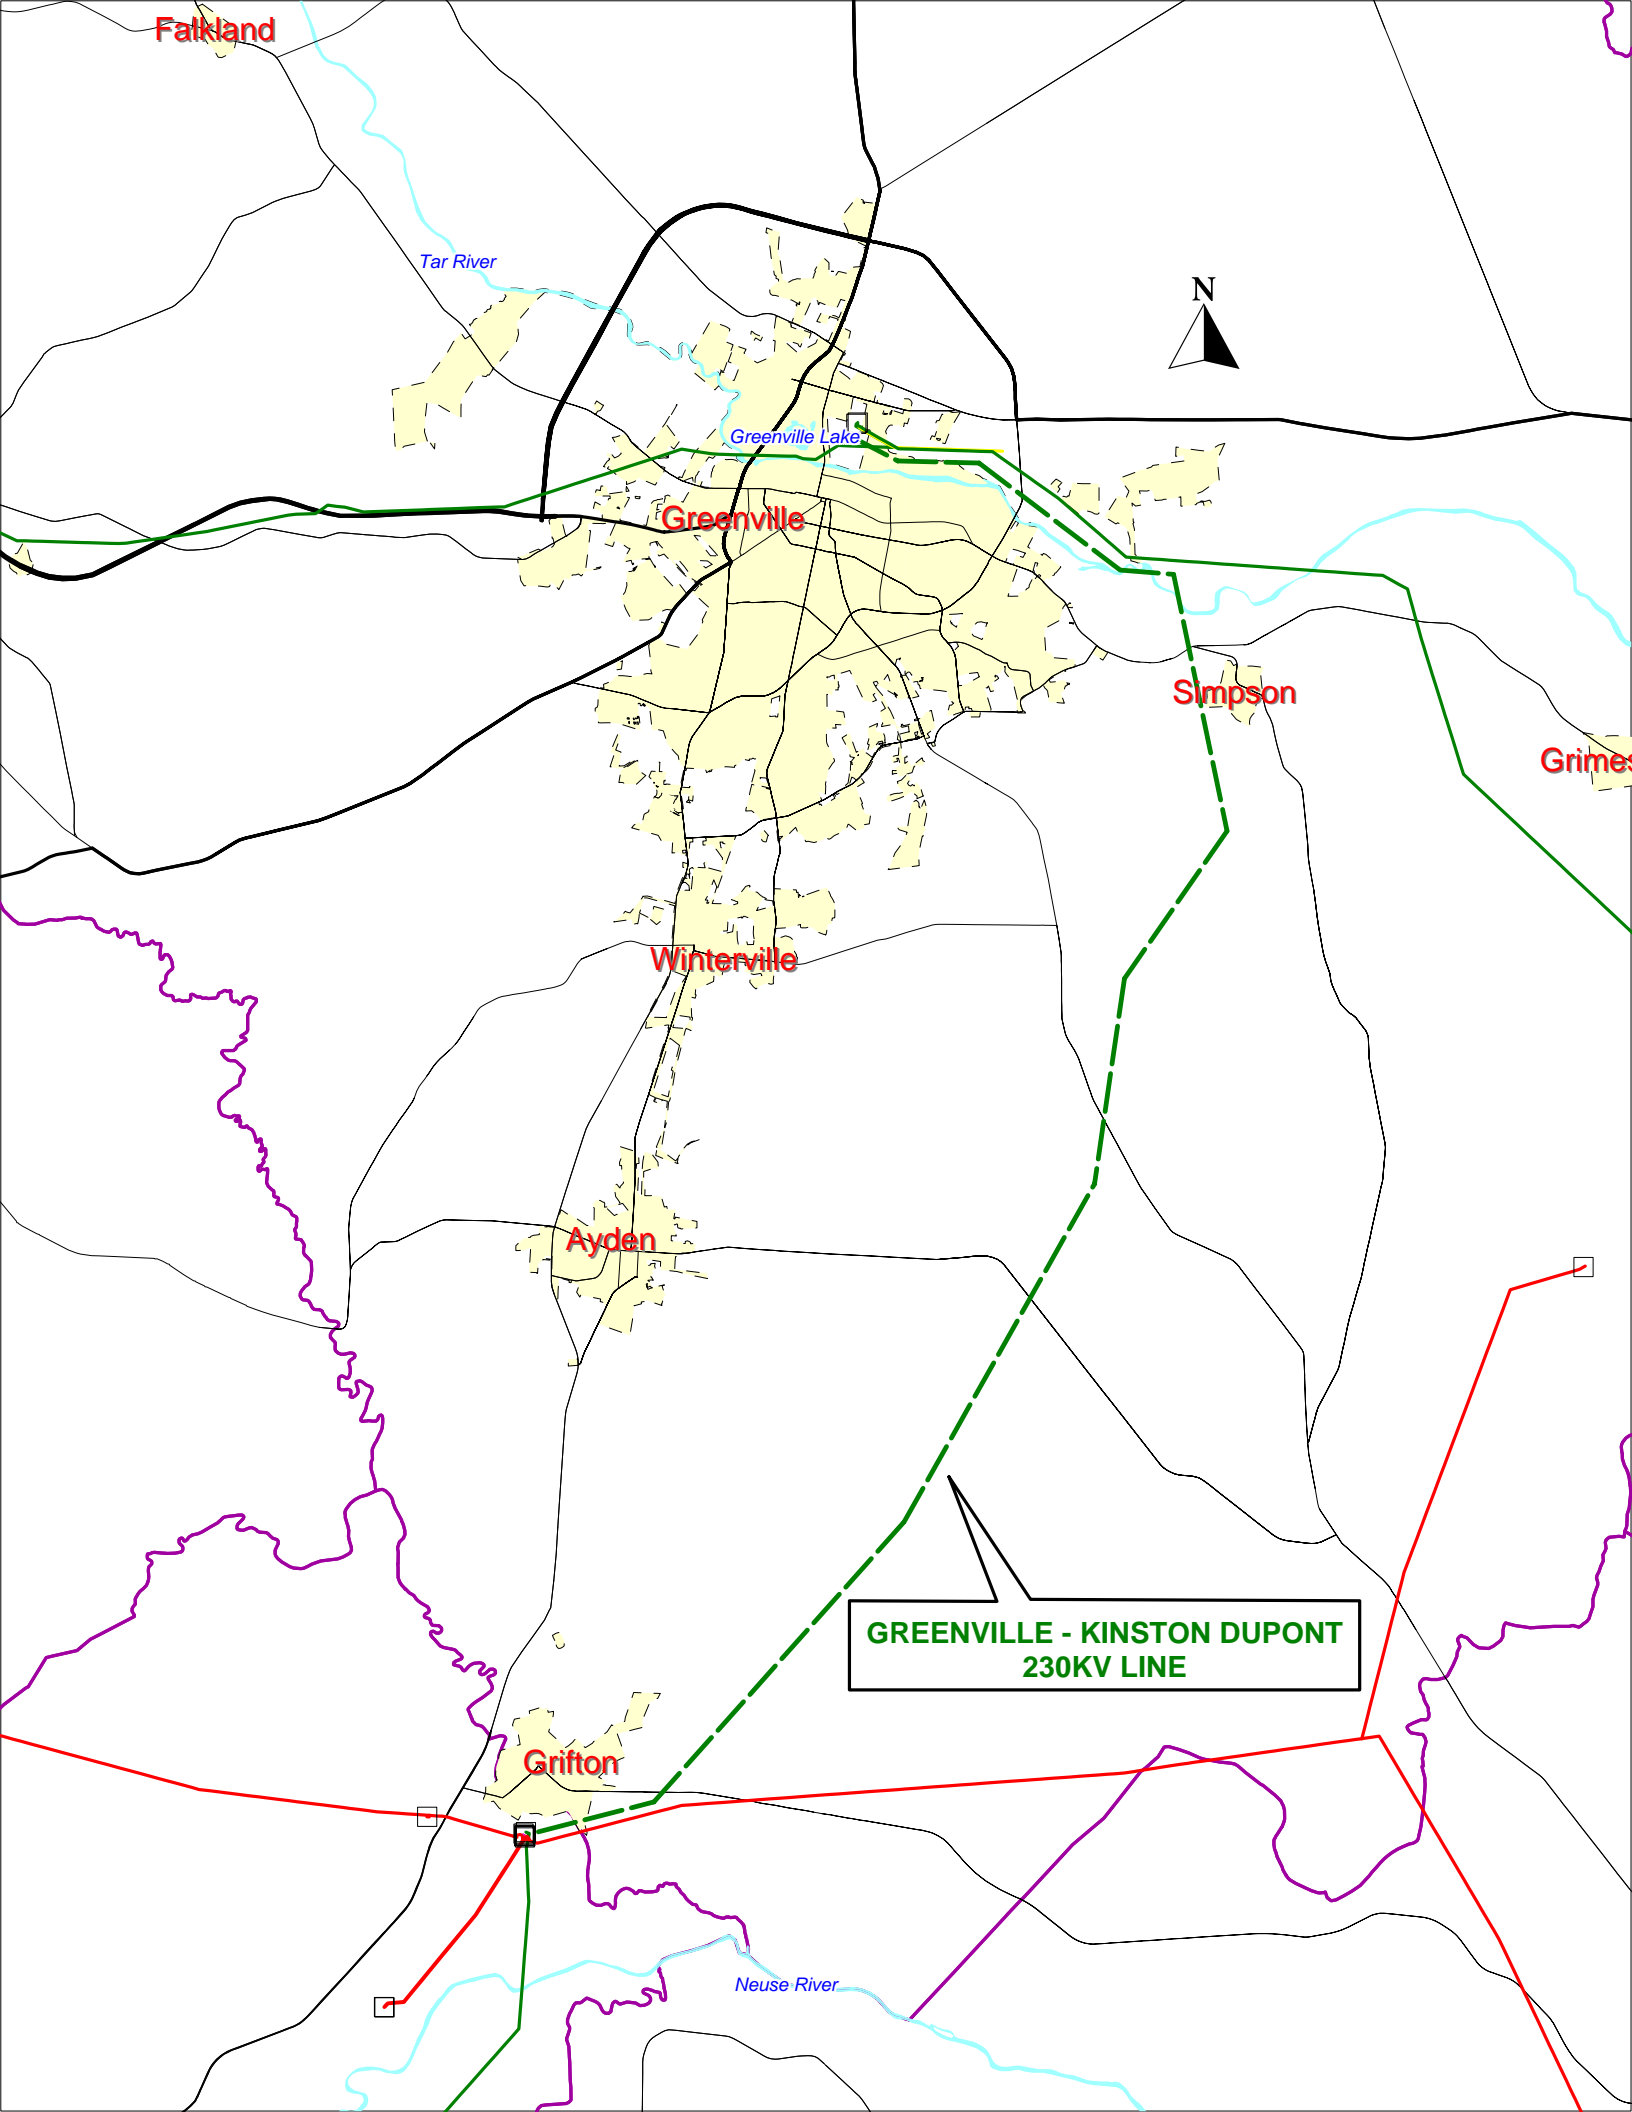 Falkland
Tar River
N
Greenville Lake
Greenville
Simpson
Grimes
Winterville
Ayden
GREENVILLE - KINSTON DUPONT
230KV LINE
Grifton
Neuse River